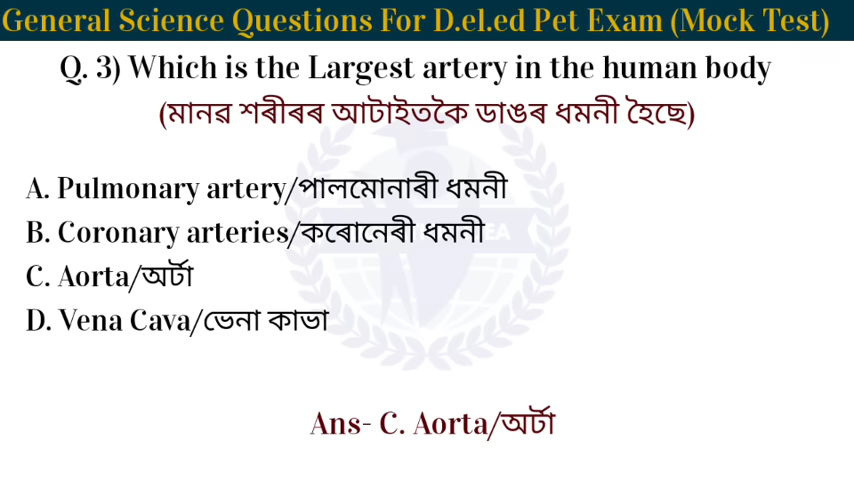 General Science Questions For D.el.ed Pet Exam (Mock Test)
Q. 3) Which is the Largest artery in the human body
(মানৱ শৰীৰৰ আটাইতকৈ ডাঙৰ ধমনী হৈছে)
A. Pulmonary artery/পালমোনাৰী ধমনী
B. Coronary arteries/কৰোনেৰী ধমনী
C. Aorta/অৰ্টা
D. Vena Cava/ভেনা কাভা
Ans- C. Aorta/অৰ্টা